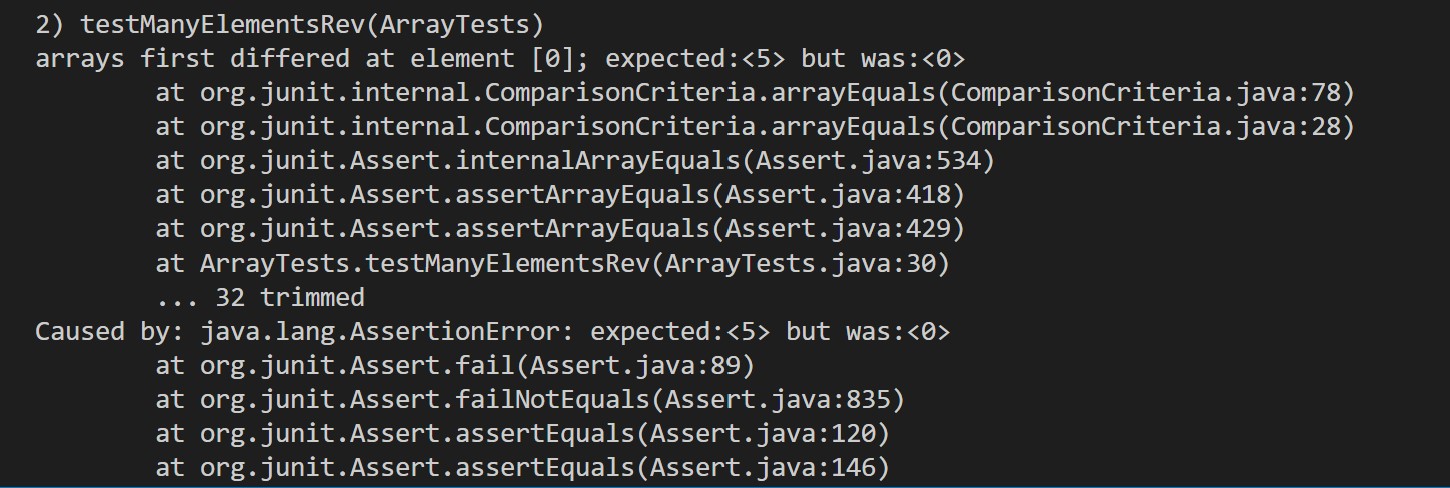 2) testManyElementsRev(ArrayTests)
arrays first differed at element [0]; expected:<5> but was:<0>
at org.junit.internal.ComparisonCriteria.arrayEquals(ComparisonCriteria.java:78)
at org.junit.internal.ComparisonCriteria.arrayEquals(ComparisonCriteria.java:28)
at org.junit.Assert.internalArrayEquals(Assert.java:534)
at org.junit.Assert.assertArrayEquals(Assert.java:418)
at org.junit.Assert.assertArrayEquals(Assert.java:429)
at ArrayTests.testManyElementsRev(ArrayTests.java:30)
... 32 trimmed
Caused by: java.lang.AssertionError: expected:<5> but was:<0>
at org.junit.Assert.fail(Assert.java:89)
at org.junit.Assert.failNotEquals(Assert.java:835)
at org.junit.Assert.assertEquals(Assert.java:120)
at org.junit.Assert.assertEquals(Assert.java:146)